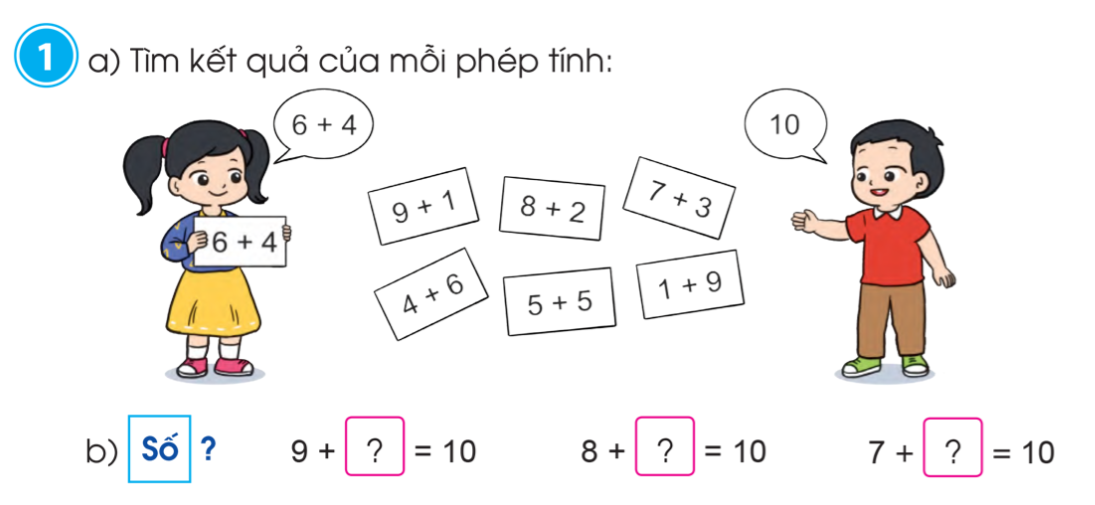 1 a) Tìm kết quả của mỗi phép tính:
6 + 4
10
6 + 4
9 + 1
8 + 2
7 + 3
4 + 6
5 + 5
1 + 9
b) Số ? 9 + ? = 10 8 + ? = 10 7 + ? = 10